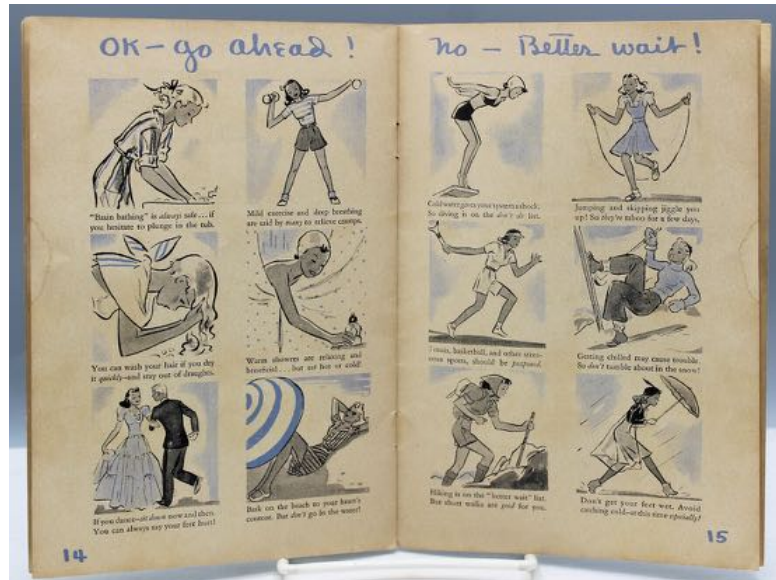 OK – go ahead!
"Basin bathing" is always safe... if
you hesitate to plunge in the tub.
Mild exercise and deep breathing
are said by many to relieve cramps.
You can wash your hair if you dry
it quickly—and stay out of draughts.
Warm showers are relaxing and
beneficial... but not hot or cold!
If you dance—sit down now and then.
You can always say your feet hurt!
Bask on the beach to your heart's
content. But don't go in the water!
14
no – Better wait!
Cold water gives your system a shock.
So diving is on the don't-do list.
Jumping and skipping jiggle you
up! So they're taboo for a few days.
Tennis, basketball, and other stren-
uous sports, should be postponed.
Getting chilled may cause trouble.
So don't tumble about in the snow!
Hiking is on the "better wait" list.
But short walks are good for you.
Don't get your feet wet. Avoid
catching cold—at this time especially!
15